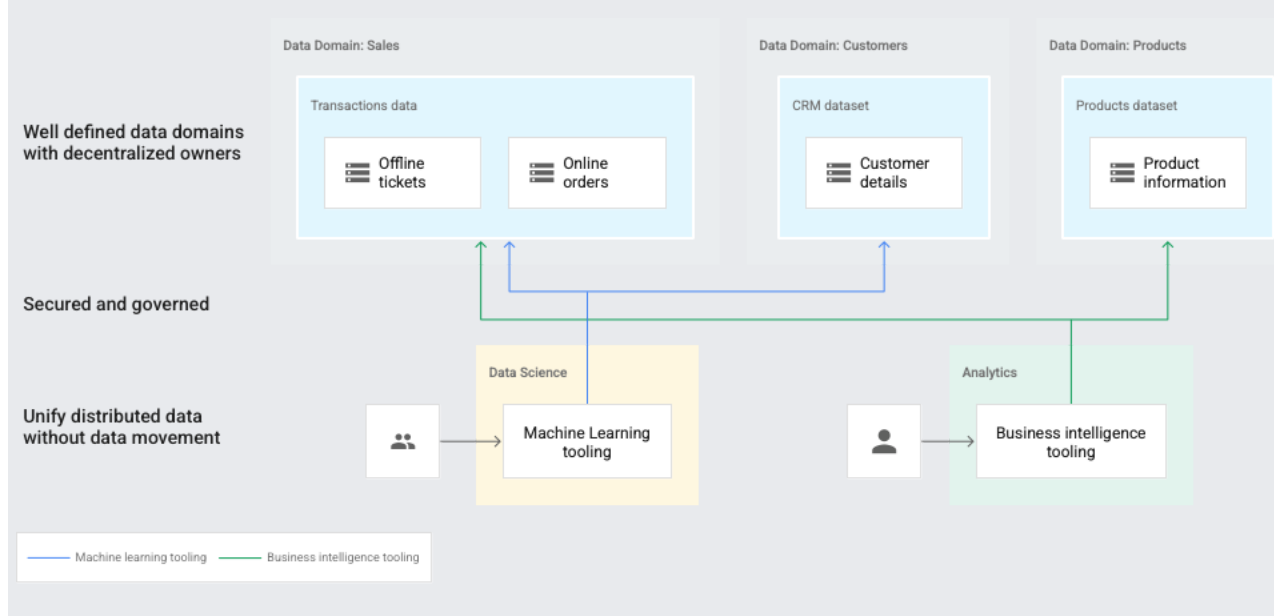 Data Domain: Sales
Data Domain: Customers
Data Domain: Products
Transactions data
CRM dataset
Products dataset
Well defined data domains
with decentralized owners
Offline
tickets
Online
orders
Customer
details
Product
information
Secured and governed
Data Science
Analytics
Unify distributed data
without data movement
Machine Learning
tooling
Business intelligence
tooling
Machine learning tooling
Business intelligence tooling